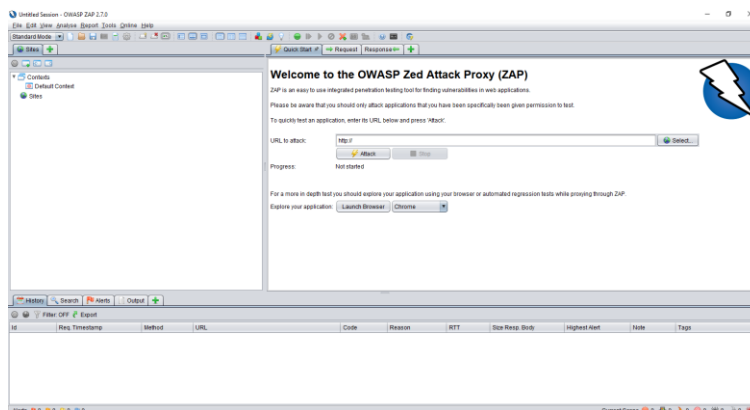 Untitled Session - OWASP ZAP 2.7.0
File Edit View Analyse Report Tools Online Help
Standard Mode
Sites
Quick Start Request Response
Contexts
Default Context
Sites
Welcome to the OWASP Zed Attack Proxy (ZAP)
ZAP is an easy to use integrated penetration testing tool for finding vulnerabilities in web applications.
Please be aware that you should only attack applications that you have been specifically been given permission to test.
To quickly test an application, enter its URL below and press 'Attack'.
URL to attack: http:// Select...
Attack Stop
Progress: Not started
For a more in depth test you should explore your application using your browser or automated regression tests while proxying through ZAP.
Explore your application: Launch Browser Chrome
History Search Alerts Output
Filter: OFF Export
Id Req. Timestamp Method URL Code Reason RTT Size Resp. Body Highest Alert Note Tags